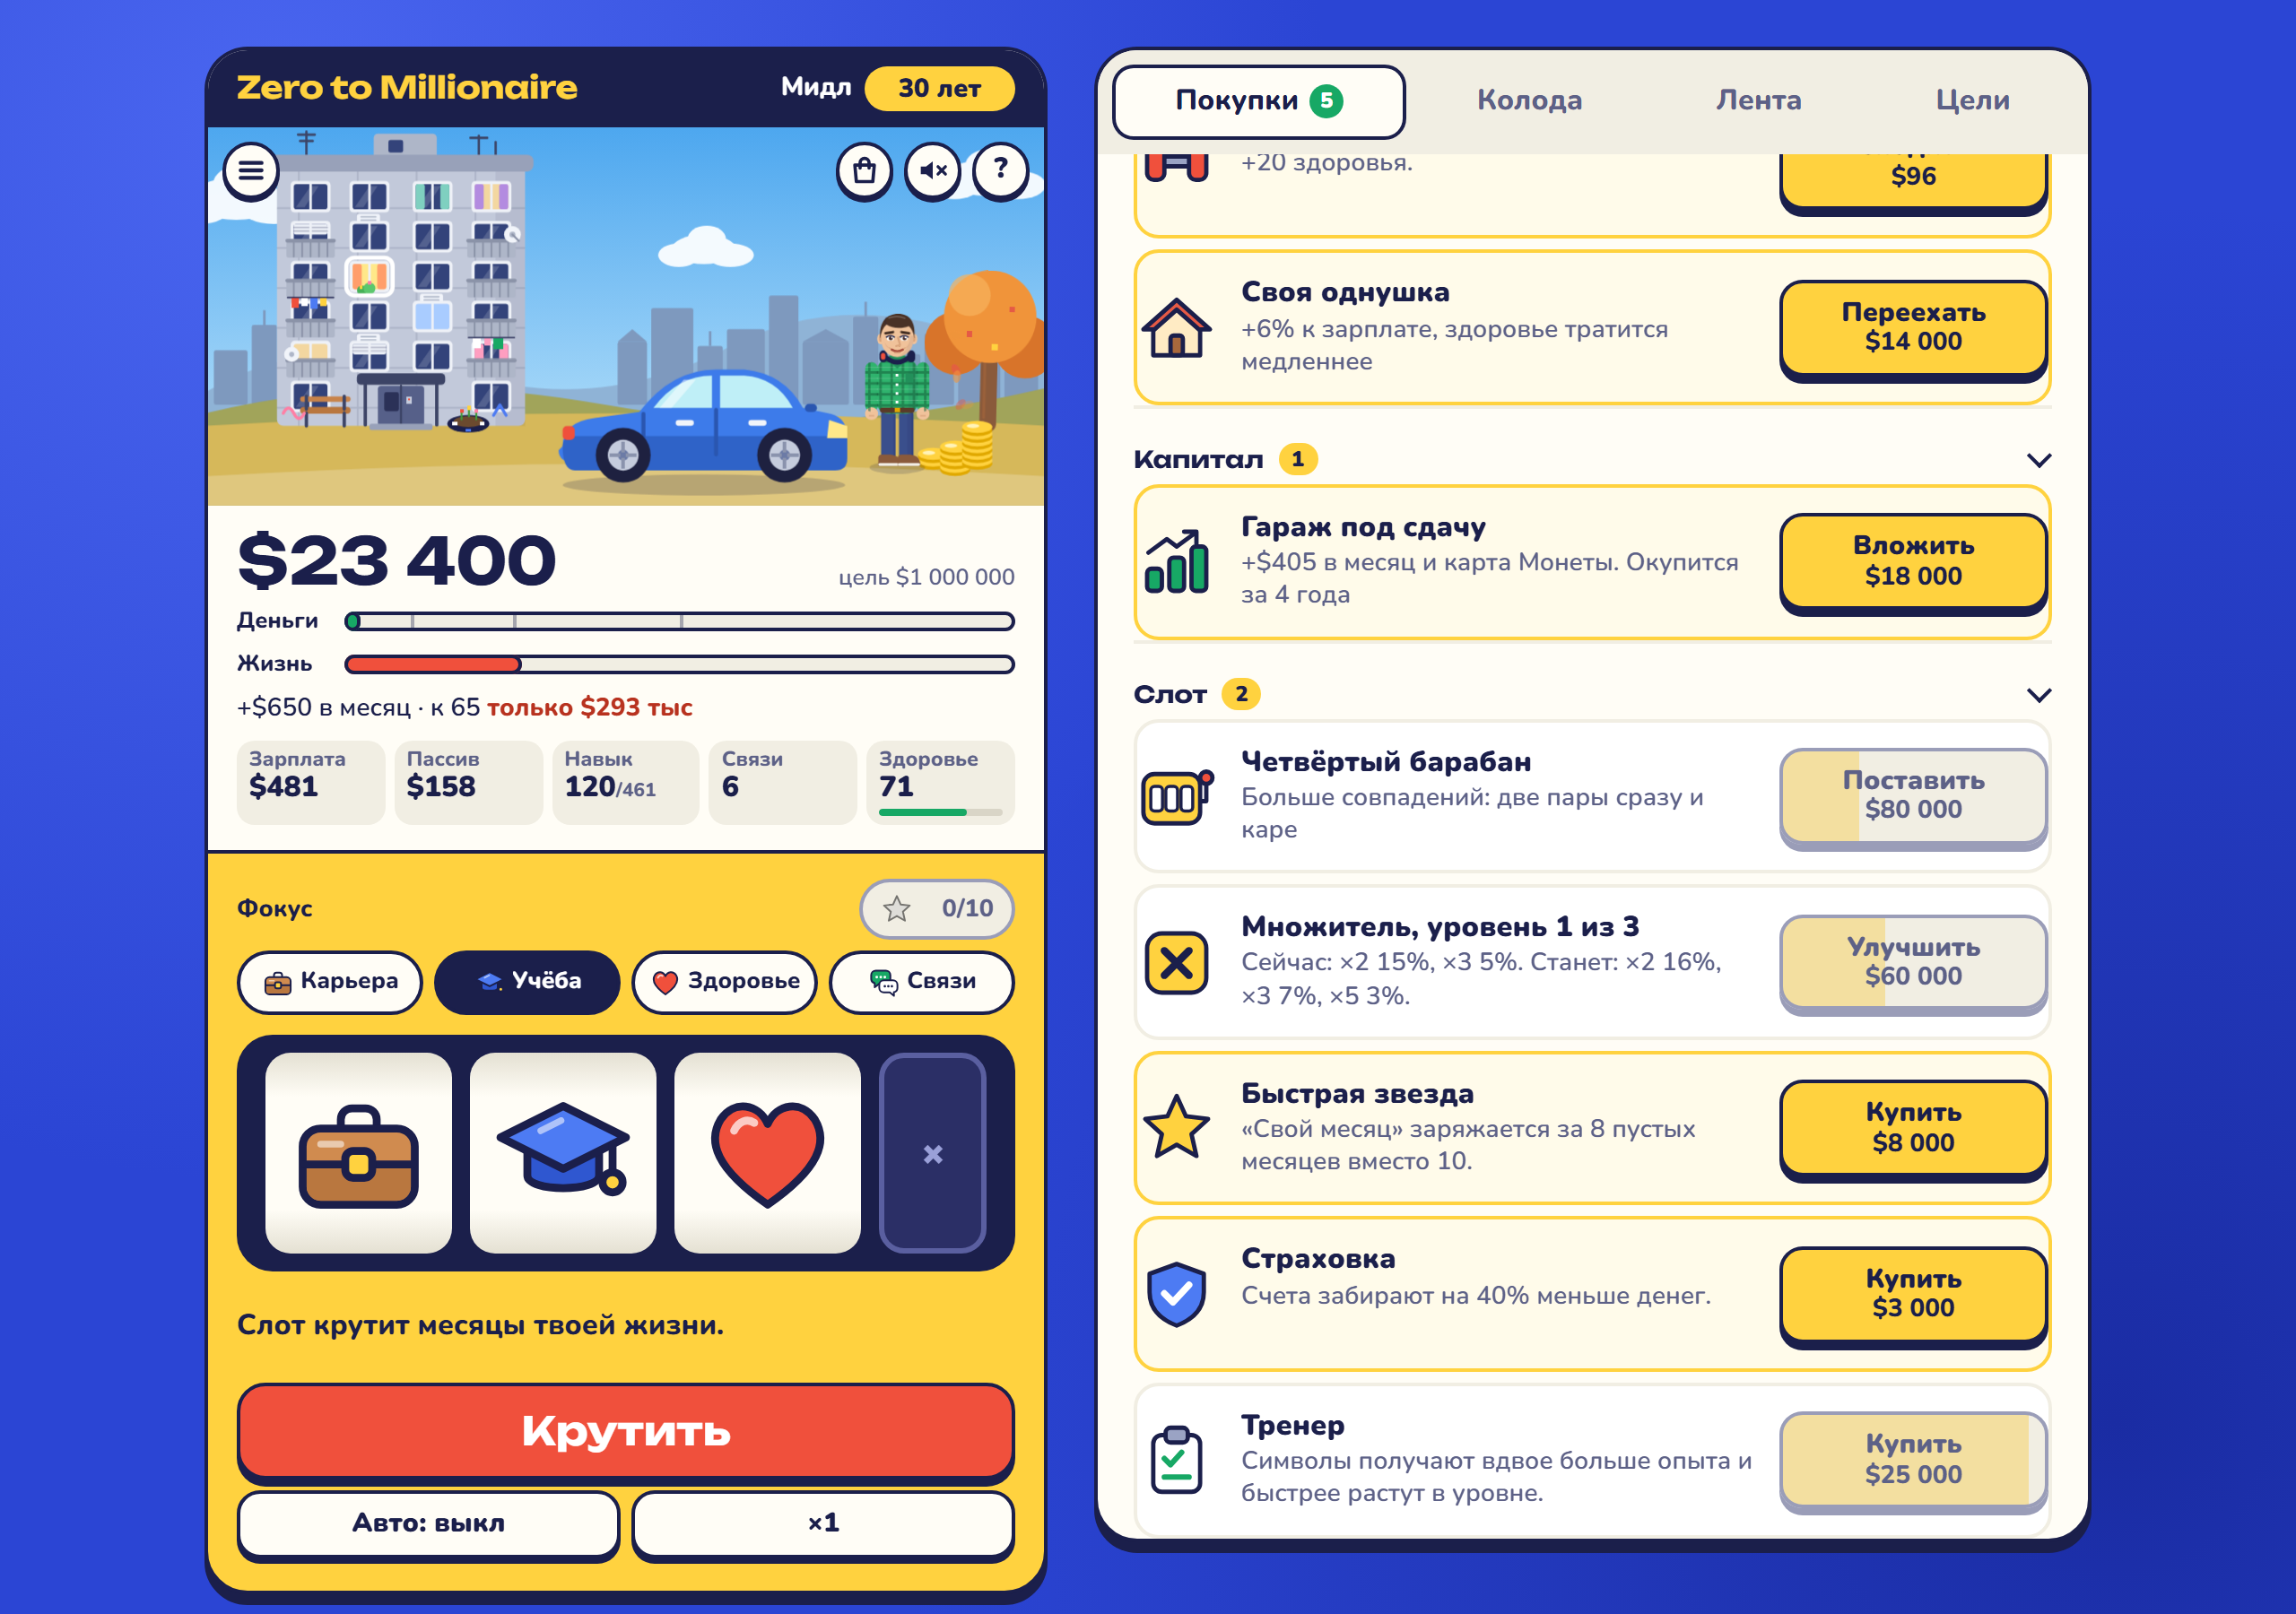 Zero to Millionaire
Мидл
30 лет
?
$23 400
цель $1 000 000
Деньги
Жизнь
+$650 в месяц · к 65 только $293 тыс
Зарплата
$481
Пассив
$158
Навык
120/461
Связи
6
Здоровье
71
Фокус
0/10
Карьера
Учёба
Здоровье
Связи
×
Слот крутит месяцы твоей жизни.
Крутить
Авто: выкл
×1
Покупки 5
Колода
Лента
Цели
+20 здоровья.
$96
Своя однушка
+6% к зарплате, здоровье тратится
медленнее
Переехать
$14 000
Капитал 1
Гараж под сдачу
+$405 в месяц и карта Монеты. Окупится
за 4 года
Вложить
$18 000
Слот 2
Четвёртый барабан
Больше совпадений: две пары сразу и
каре
Поставить
$80 000
Множитель, уровень 1 из 3
Сейчас: ×2 15%, ×3 5%. Станет: ×2 16%,
×3 7%, ×5 3%.
Улучшить
$60 000
Быстрая звезда
«Свой месяц» заряжается за 8 пустых
месяцев вместо 10.
Купить
$8 000
Страховка
Счета забирают на 40% меньше денег.
Купить
$3 000
Тренер
Символы получают вдвое больше опыта и
быстрее растут в уровне.
Купить
$25 000